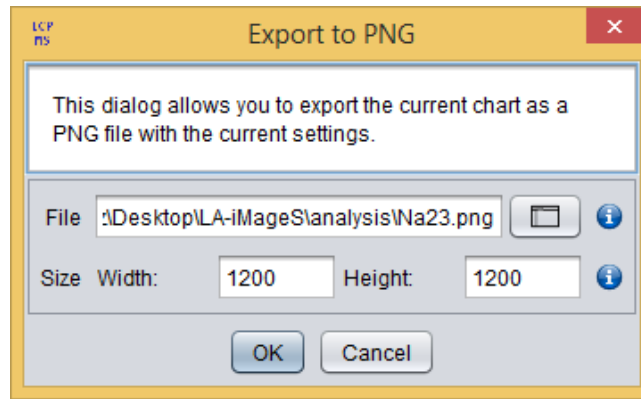 LCP
MS
Export to PNG
This dialog allows you to export the current chart as a
PNG file with the current settings.
File :\Desktop\LA-iMageS\analysis\Na23.png
Size Width: 1200 Height: 1200
OK Cancel